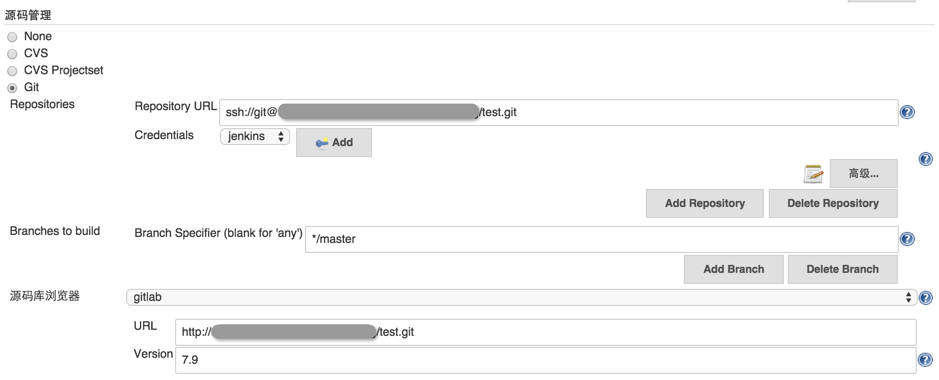 源码管理
None
CVS
CVS Projectset
Git
Repositories
Repository URL ssh://git@ /test.git
Credentials jenkins Add
高级...
Add Repository Delete Repository
Branches to build Branch Specifier (blank for 'any') */master
Add Branch Delete Branch
源码库浏览器 gitlab
URL http:// /test.git
Version 7.9